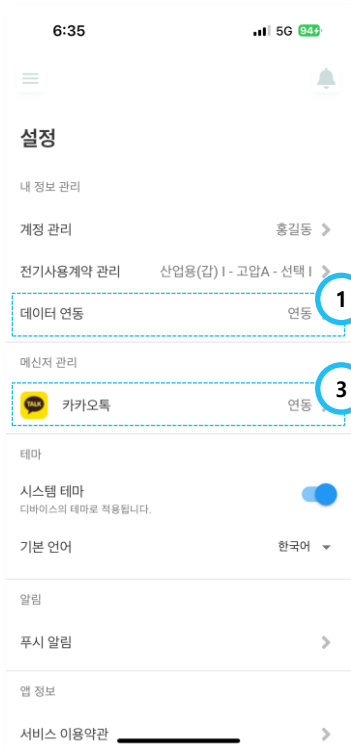 6:35
5G 94
설정
내 정보 관리
계정 관리 홍길동
전기사용계약 관리 산업용(갑) I - 고압A - 선택 I
1
데이터 연동 연동
메신저 관리
3
TALK 카카오톡 연동
테마
시스템 테마
디바이스의 테마로 적용됩니다.
기본 언어 한국어
알림
푸시 알림
앱 정보
서비스 이용약관